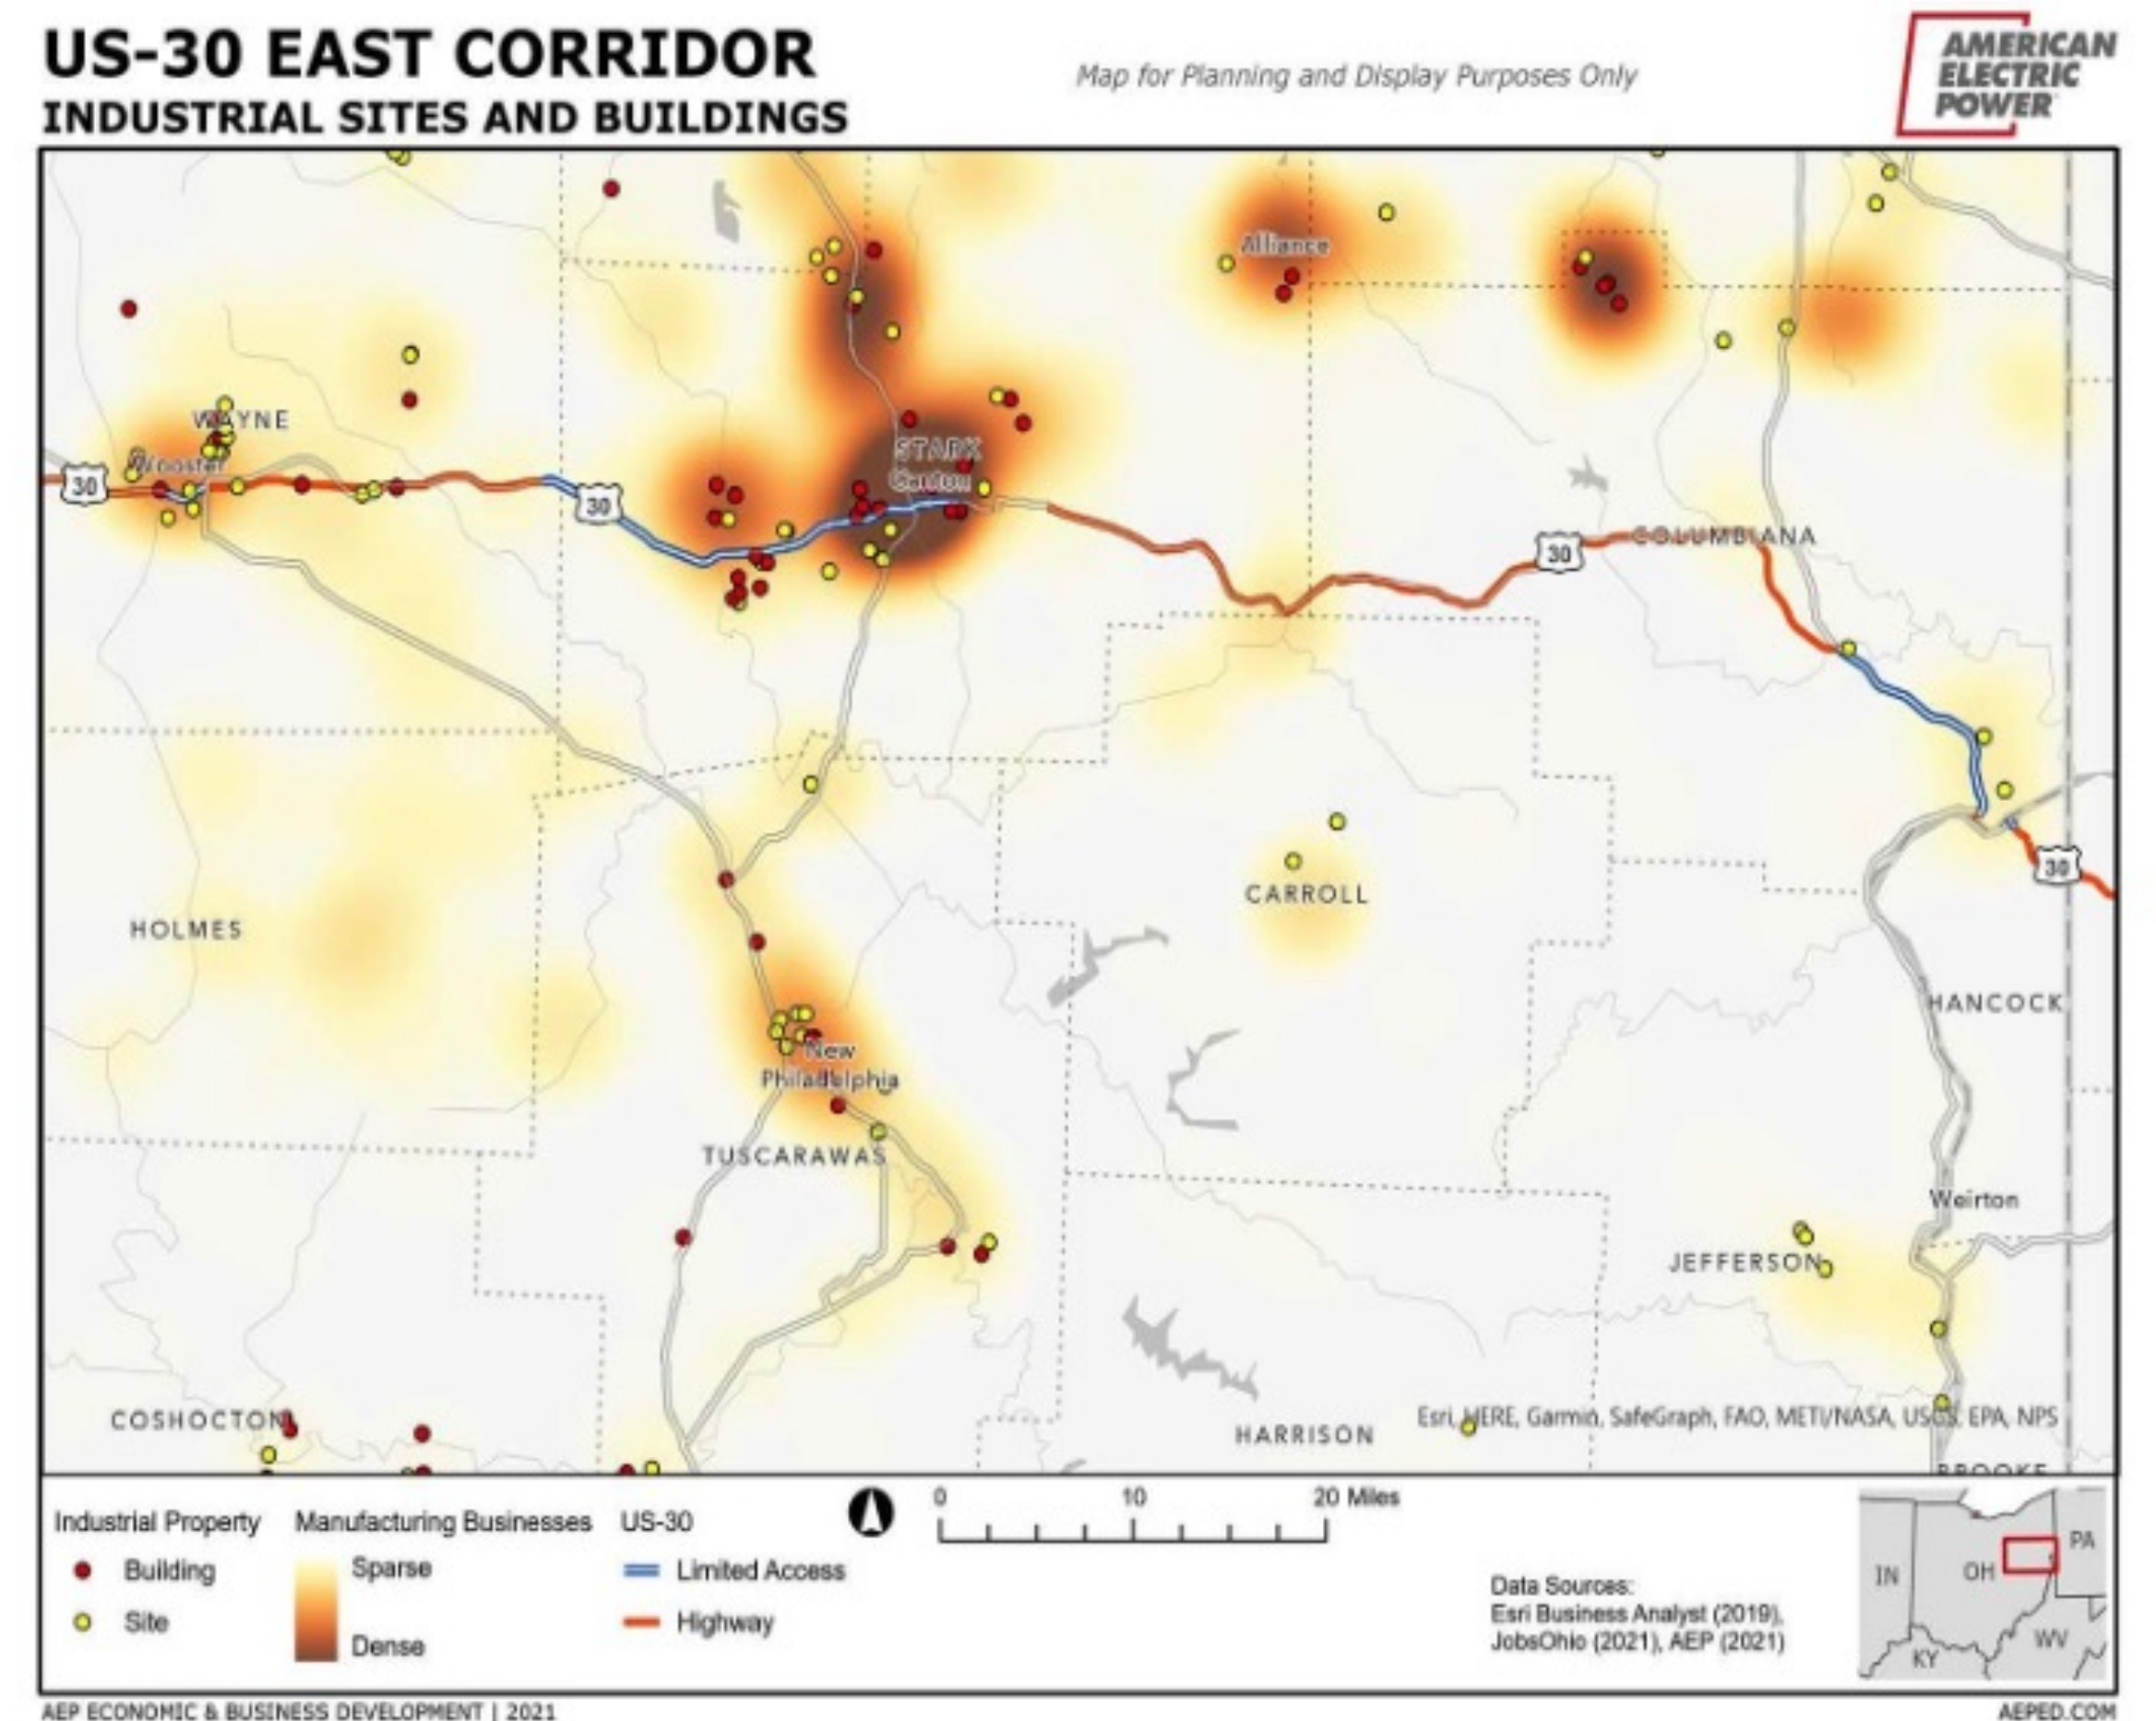 US-30 EAST CORRIDOR
INDUSTRIAL SITES AND BUILDINGS
Map for Planning and Display Purposes Only
AMERICAN
ELECTRIC
POWER
Alliance
WAYNE
Wooster
STARK
Canton
30
30
30
COLUMBIANA
30
CARROLL
HOLMES
HANCOCK
New
Philadelphia
TUSCARAWAS
Weirton
JEFFERSON
COSHOCTON
HARRISON
Esri, HERE, Garmin, SafeGraph, FAO, METI/NASA, USGS, EPA, NPS
BROOKE
Industrial Property
Building
Site
Manufacturing Businesses
Sparse
Dense
US-30
Limited Access
Highway
0 10 20 Miles
Data Sources:
Esri Business Analyst (2019),
JobsOhio (2021), AEP (2021)
IN
OH
PA
KY
WV
AEP ECONOMIC & BUSINESS DEVELOPMENT | 2021
AEPED.COM